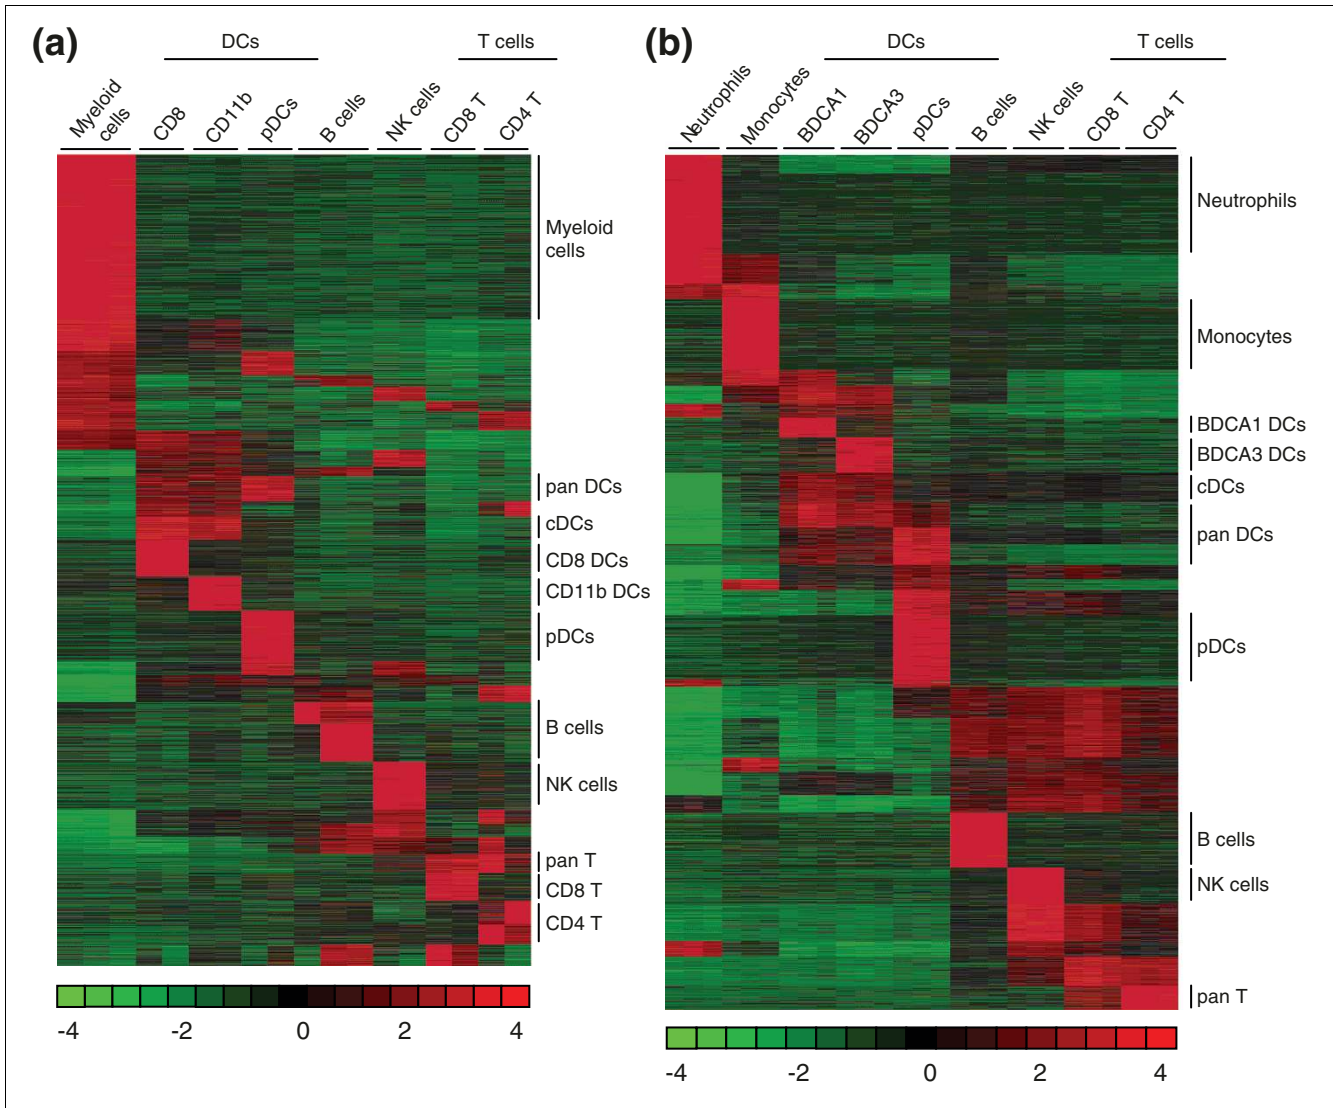 (a)
DCs
T cells
Myeloid
cells
CD8
CD11b
pDCs
B cells
NK cells
CD8 T
CD4 T
Myeloid
cells
pan DCs
cDCs
CD8 DCs
CD11b DCs
pDCs
B cells
NK cells
pan T
CD8 T
CD4 T
-4 -2 0 2 4
(b)
DCs
T cells
Neutrophils
Monocytes
BDCA1
BDCA3
pDCs
B cells
NK cells
CD8 T
CD4 T
Neutrophils
Monocytes
BDCA1 DCs
BDCA3 DCs
cDCs
pan DCs
pDCs
B cells
NK cells
pan T
-4 -2 0 2 4